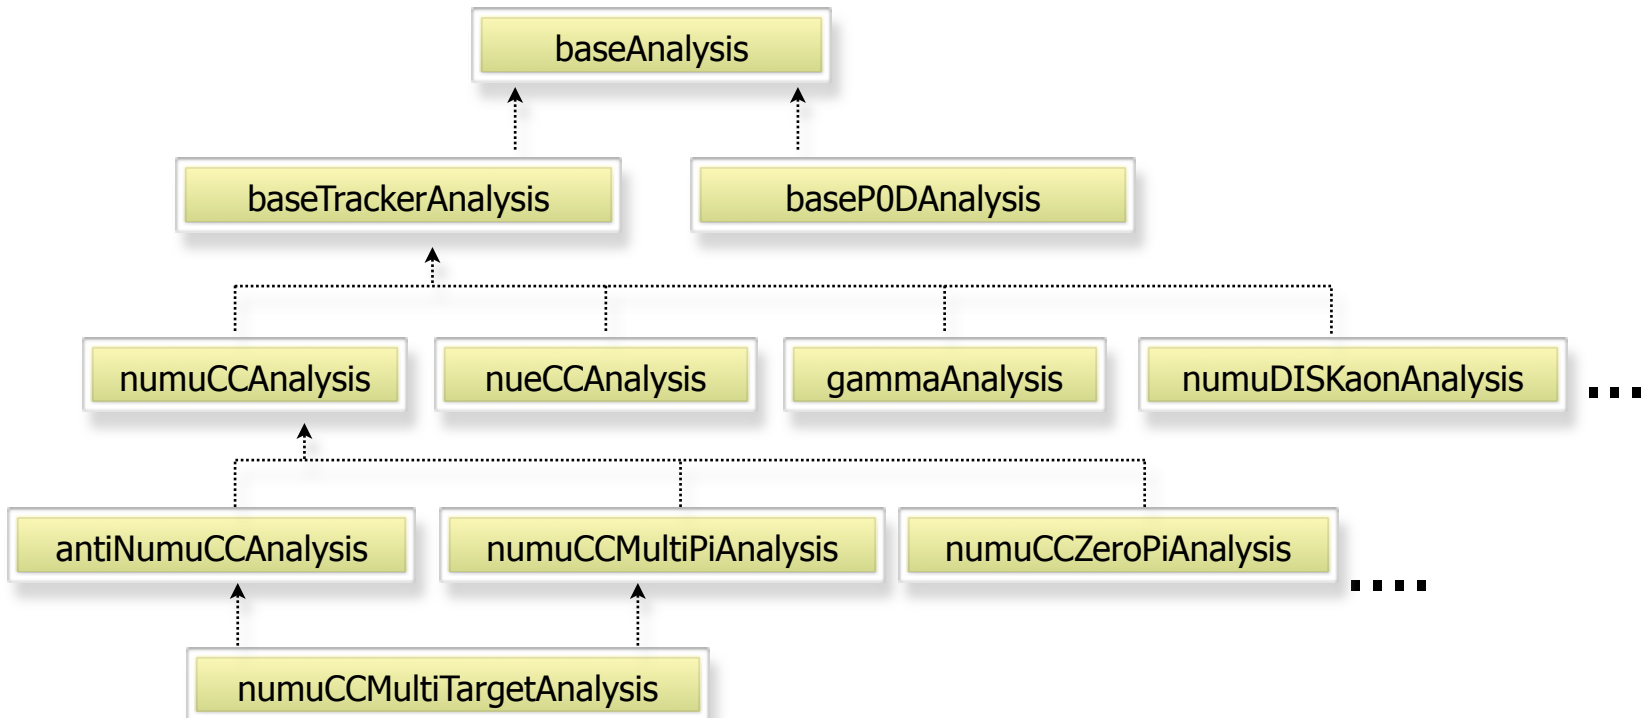 baseAnalysis
baseTrackerAnalysis baseP0DAnalysis
numuCCAnalysis nueCCAnalysis gammaAnalysis numuDISKaonAnalysis ...
antiNumuCCAnalysis numuCCMultiPiAnalysis numuCCZeroPiAnalysis ....
numuCCMultiTargetAnalysis